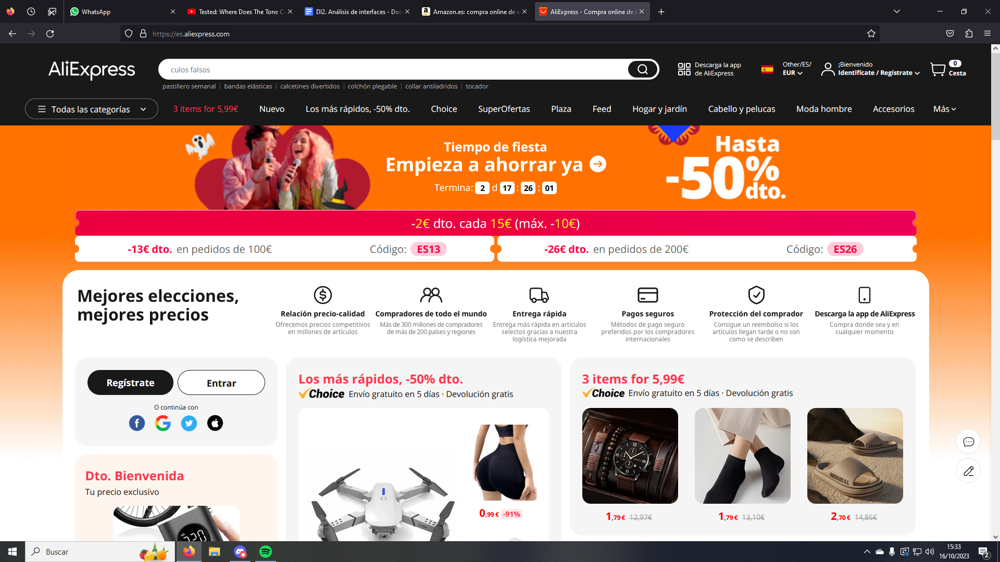 WhatsApp
Tested: Where Does The Tone Co
DI2. Análisis de interfaces - Doc
Amazon.es: compra online de e
AliExpress - Compra online de E
https://es.aliexpress.com
AliExpress
culos falsos
Descarga la app
de AliExpress
Other/ES/
EUR
¡Bienvenido
Identifícate / Regístrate
0
Cesta
pastillero semanal
bandas elásticas
calcetines divertidos
colchón plegable
collar antiladridos
tocador
Todas las categorías
3 items for 5,99€
Nuevo
Los más rápidos, -50% dto.
Choice
SuperOfertas
Plaza
Feed
Hogar y jardín
Cabello y pelucas
Moda hombre
Accesorios
Más
Tiempo de fiesta
Empieza a ahorrar ya
Termina: 2 d 17 : 26 : 01
Hasta
-50%
dto.
-2€ dto. cada 15€ (máx. -10€)
-13€ dto. en pedidos de 100€
Código: ES13
-26€ dto. en pedidos de 200€
Código: ES26
Mejores elecciones,
mejores precios
Relación precio-calidad
Ofrecemos precios competitivos
en millones de artículos
Compradores de todo el mundo
Más de 300 millones de compradores
de más de 200 países y regiones
Entrega rápida
Entrega más rápida en artículos
selectos gracias a nuestra
logística mejorada
Pagos seguros
Métodos de pago seguro
preferidos por los compradores
internacionales
Protección del comprador
Consigue un reembolso si los
artículos llegan tarde o no son
como se describen
Descarga la app de AliExpress
Compra donde sea y en
cualquier momento
Regístrate
Entrar
O continúa con
Dto. Bienvenida
Tu precio exclusivo
Los más rápidos, -50% dto.
Choice Envío gratuito en 5 días · Devolución gratis
0,99€ -91%
3 items for 5,99€
Choice Envío gratuito en 5 días · Devolución gratis
ORIGINAL
ORIGINAL
1,79€ 12,97€
1,79€ 13,10€
2,70€ 14,86€
Buscar
15:33
16/10/2023
2